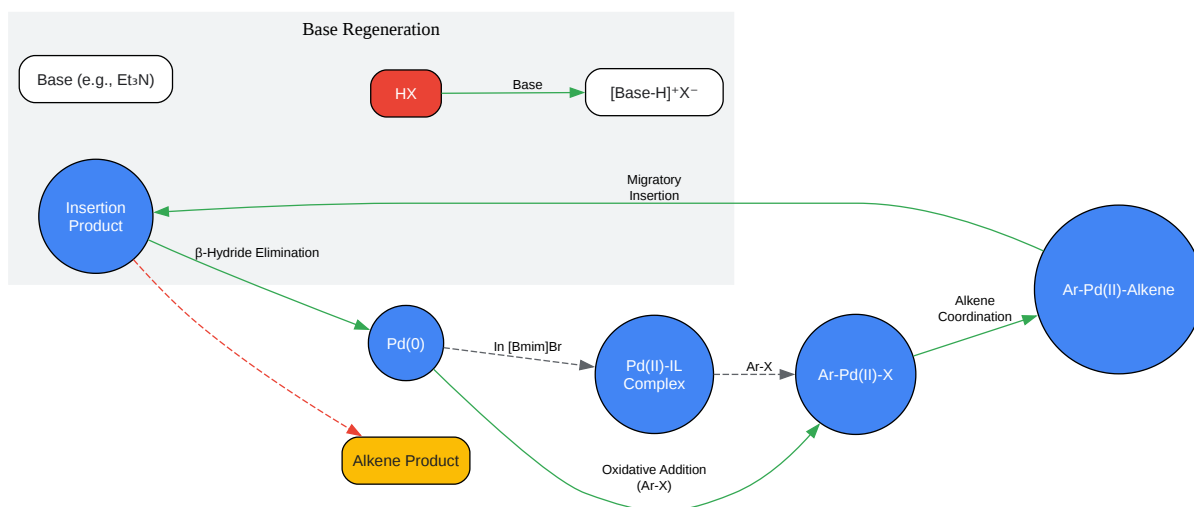 Base Regeneration
Base (e.g., Et₃N)
HX
Base
[Base-H]⁺X⁻
Migratory
Insertion
Insertion
Product
β-Hydride Elimination
Ar-Pd(II)-Alkene
Alkene
Coordination
Pd(0)
In [Bmim]Br
Pd(II)-IL
Complex
Ar-X
Ar-Pd(II)-X
Alkene Product
Oxidative Addition
(Ar-X)